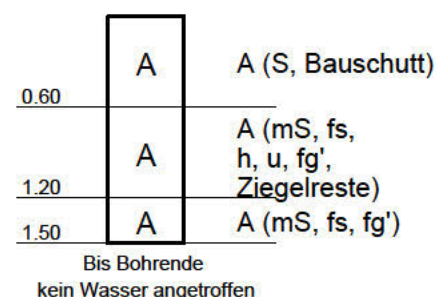 A
A (S, Bauschutt)
0.60
A
A (mS, fs,
h, u, fg',
Ziegelreste)
1.20
A
A (mS, fs, fg')
1.50
Bis Bohrende
kein Wasser angetroffen